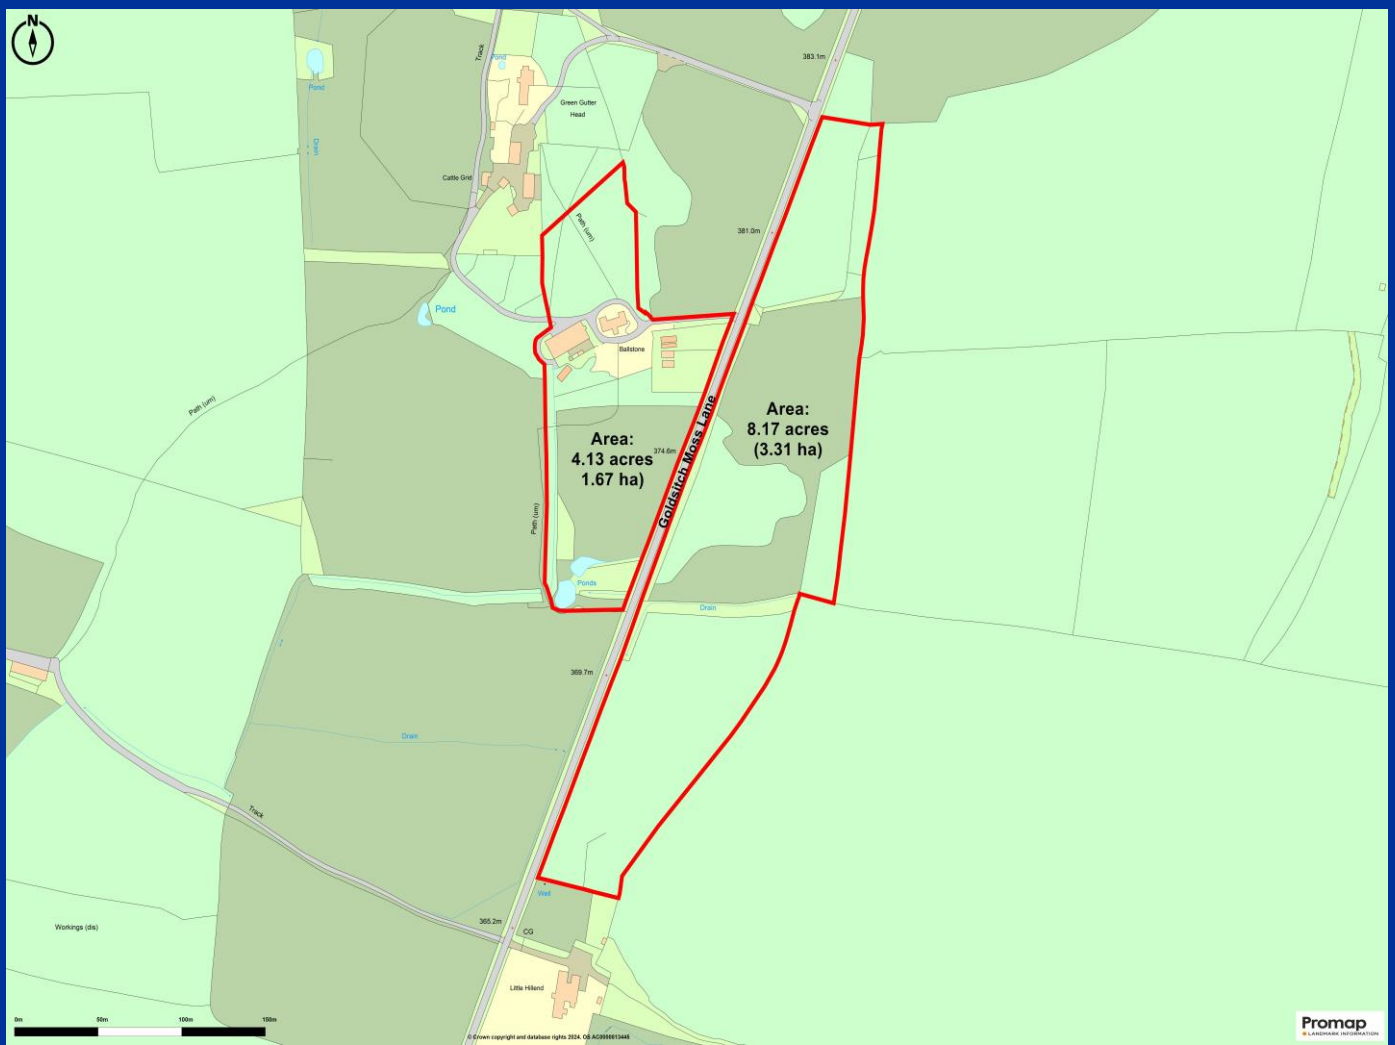 N
383.1m
Track
Pond
Pond
Green Gutter
Head
Drain
Cattle Grid
Path (um)
381.0m
Pond
Ballstone
Path (um)
Area:
8.17 acres
(3.31 ha)
Area:
4.13 acres
1.67 ha)
374.6m
Goldsitch Moss Lane
Path (um)
Ponds
Drain
369.7m
Drain
Track
Well
365.2m
CG
Workings (dis)
Little Hillend
0m 50m 100m 150m
© Crown copyright and database rights 2024. OS AC0000813445
Promap
LANDMARK INFORMATION